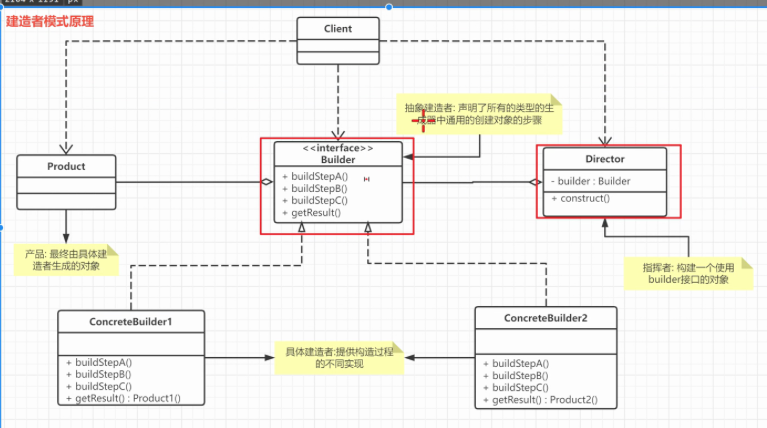 建造者模式原理
Client
抽象建造者: 声明了所有的类型的生
成器中通用的创建对象的步骤
<<interface>>
Builder
+ buildStepA()
+ buildStepB()
+ buildStepC()
+ getResult()
Product
Director
- builder : Builder
+ construct()
产品: 最终由具体建
造者生成的对象
指挥者: 构建一个使用
builder接口的对象
ConcreteBuilder1
+ buildStepA()
+ buildStepB()
+ buildStepC()
+ getResult() : Product1()
具体建造者:提供构造过程
的不同实现
ConcreteBuilder2
+ buildStepA()
+ buildStepB()
+ buildStepC()
+ getResult() : Product2()